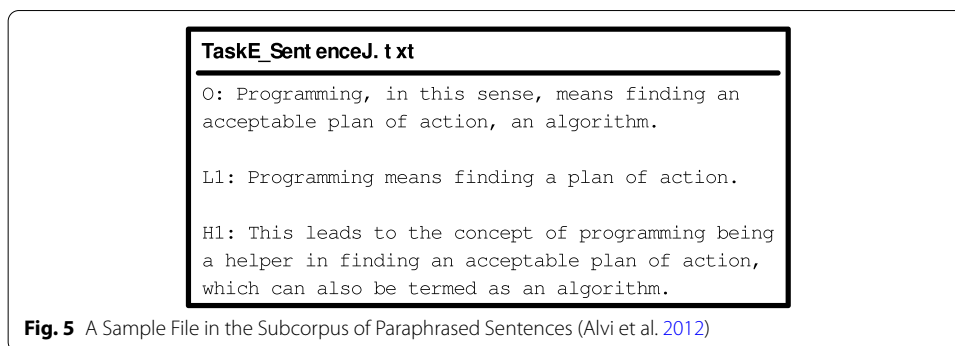 TaskE_Sent enceJ. t xt
O: Programming, in this sense, means finding an
acceptable plan of action, an algorithm.
L1: Programming means finding a plan of action.
H1: This leads to the concept of programming being
a helper in finding an acceptable plan of action,
which can also be termed as an algorithm.
Fig. 5 A Sample File in the Subcorpus of Paraphrased Sentences (Alvi et al. 2012)